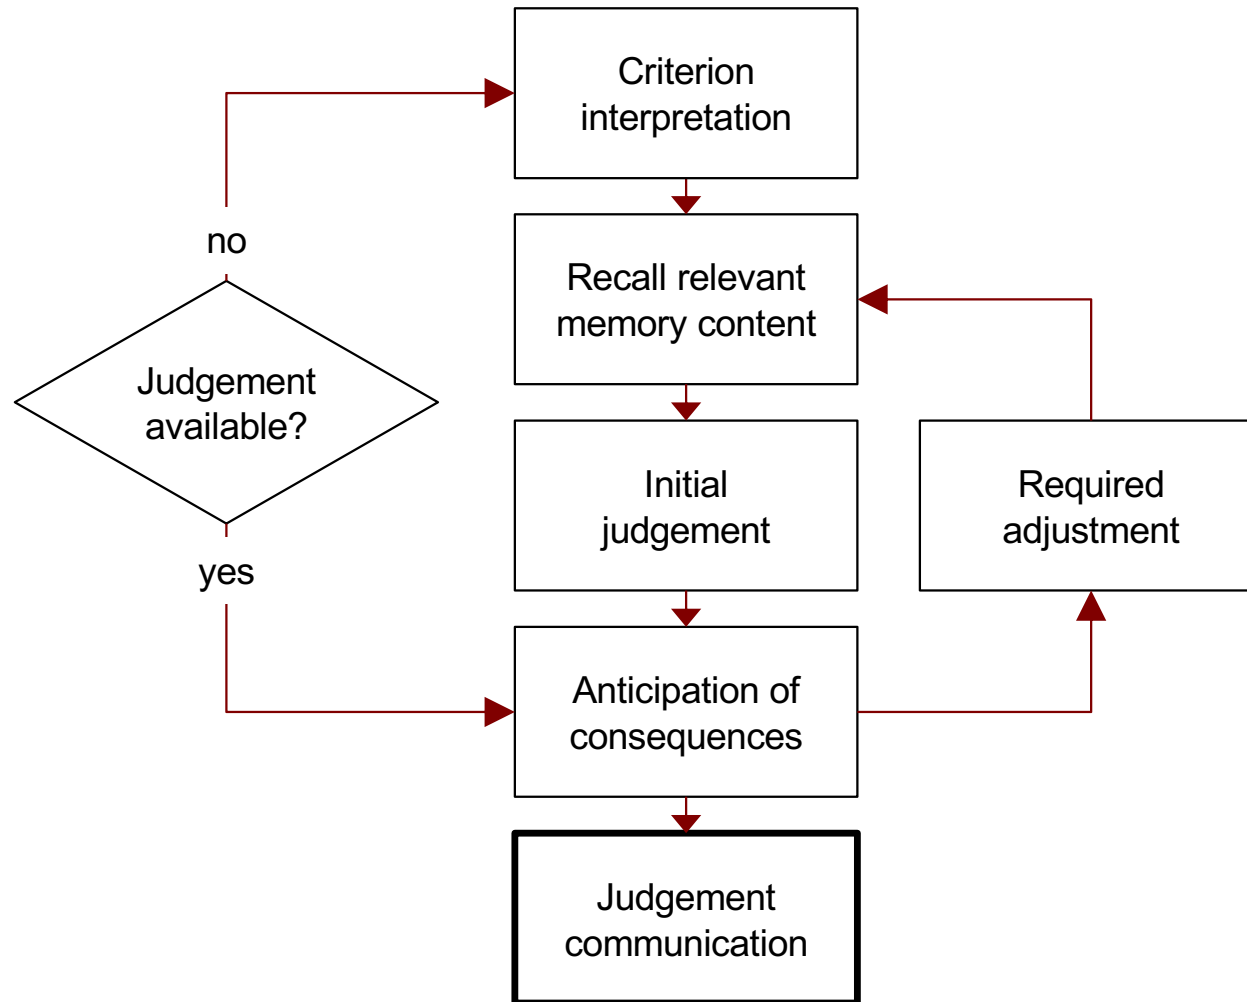 Criterion
interpretation
no
Recall relevant
memory content
Judgement
available?
Initial
judgement
Required
adjustment
yes
Anticipation of
consequences
Judgement
communication